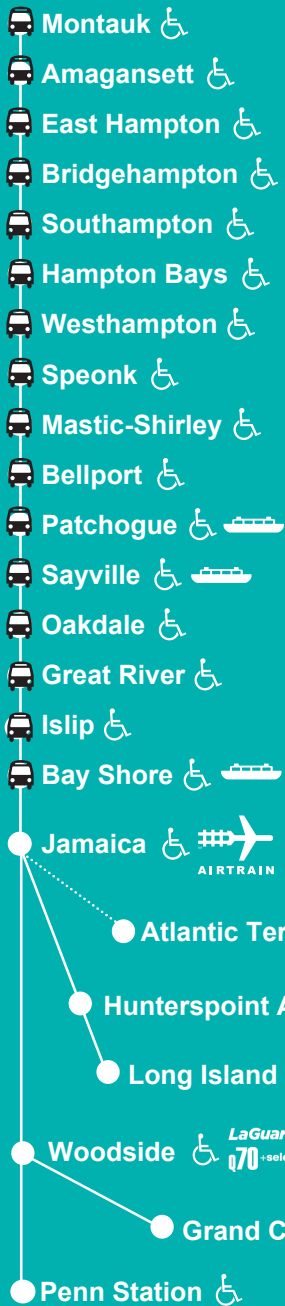 Montauk
Amagansett
East Hampton
Bridgehampton
Southampton
Hampton Bays
Westhampton
Speonk
Mastic-Shirley
Bellport
Patchogue
Sayville
Oakdale
Great River
Islip
Bay Shore
Jamaica
AIRTRAIN
Atlantic Ter
Hunterspoint A
Long Island
LaGuar
Woodside
Q70+sele
Grand C
Penn Station